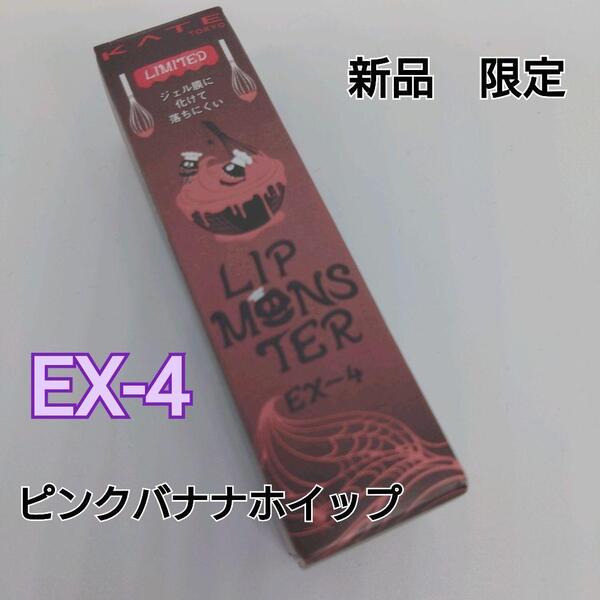 KATE
TOKYO
LIMITED
ジェル膜に
化けて
落ちにくい
新品 限定
LIP
MONS
TER
EX-4
EX-4
ピンクバナナホイップ